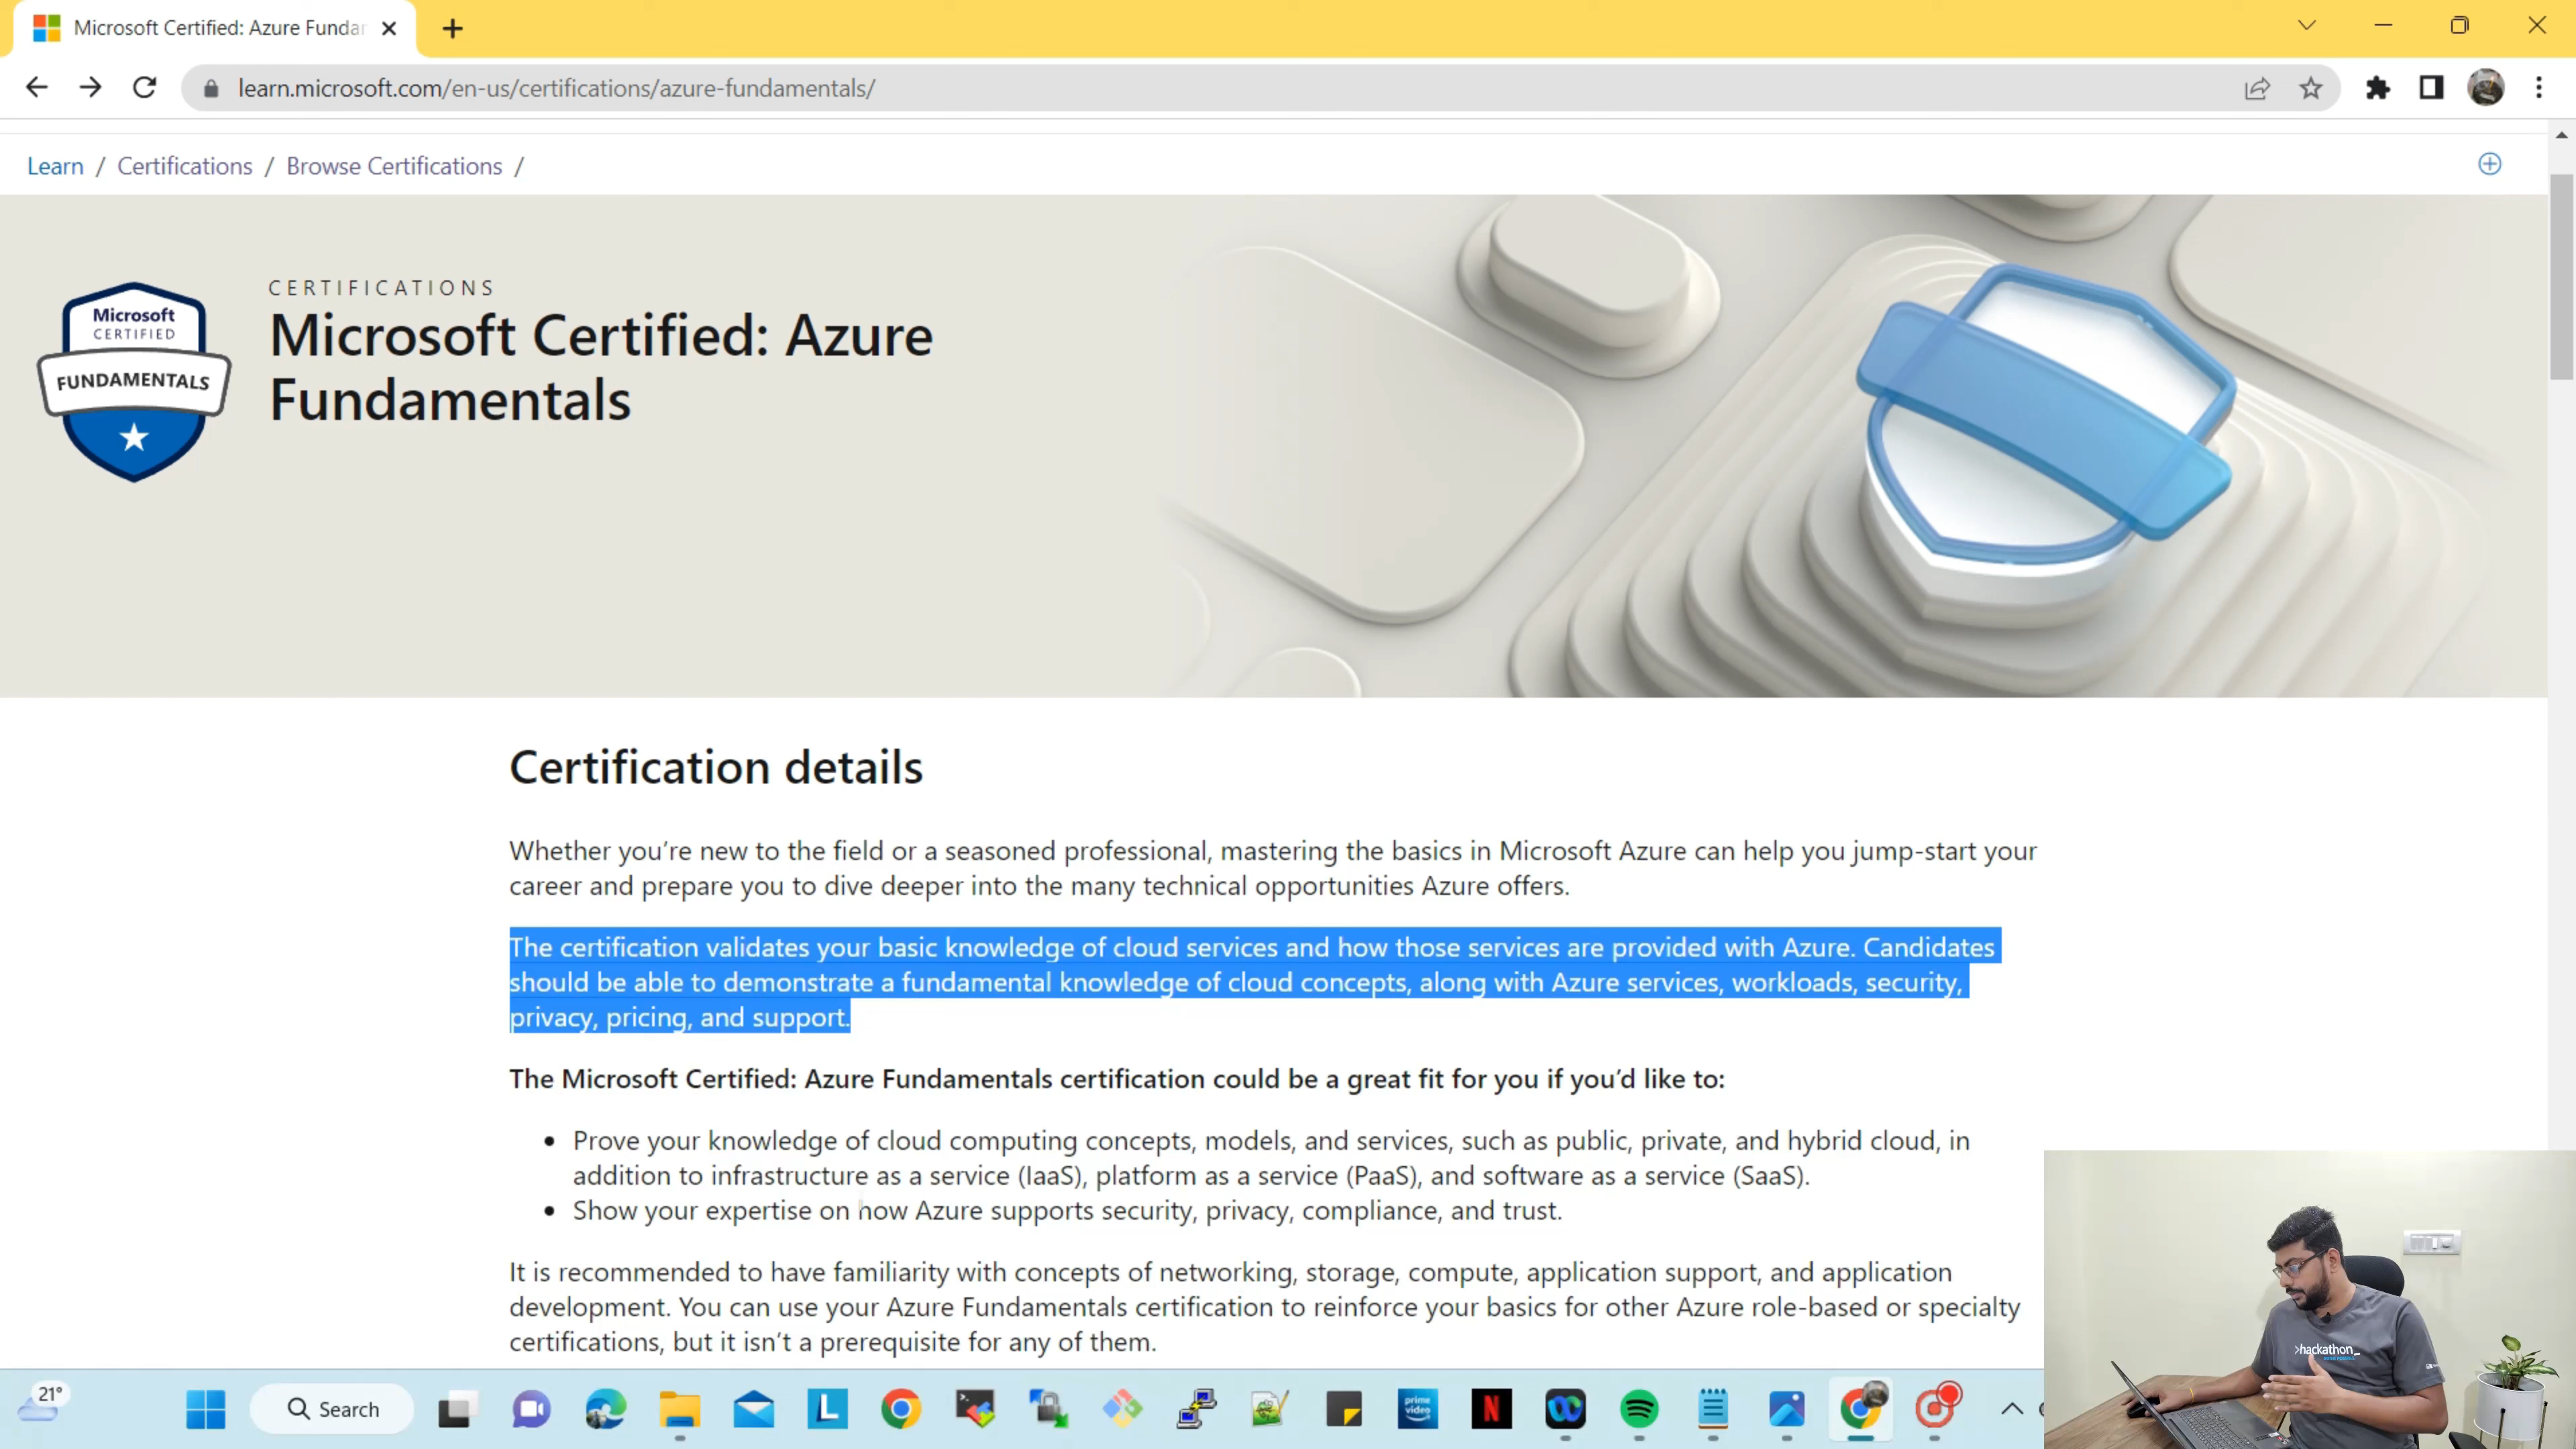 Microsoft Certified: Azure Funda
learn.microsoft.com/en-us/certifications/azure-fundamentals/
Learn / Certifications / Browse Certifications /
Microsoft
CERTIFIED
FUNDAMENTALS
CERTIFICATIONS
Microsoft Certified: Azure
Fundamentals
Certification details
Whether you’re new to the field or a seasoned professional, mastering the basics in Microsoft Azure can help you jump-start your
career and prepare you to dive deeper into the many technical opportunities Azure offers.
The certification validates your basic knowledge of cloud services and how those services are provided with Azure. Candidates
should be able to demonstrate a fundamental knowledge of cloud concepts, along with Azure services, workloads, security,
privacy, pricing, and support.
The Microsoft Certified: Azure Fundamentals certification could be a great fit for you if you’d like to:
• Prove your knowledge of cloud computing concepts, models, and services, such as public, private, and hybrid cloud, in
addition to infrastructure as a service (IaaS), platform as a service (PaaS), and software as a service (SaaS).
• Show your expertise on how Azure supports security, privacy, compliance, and trust.
It is recommended to have familiarity with concepts of networking, storage, compute, application support, and application
development. You can use your Azure Fundamentals certification to reinforce your basics for other Azure role-based or specialty
certifications, but it isn’t a prerequisite for any of them.
>hackathon_
21°
Search
L
prime
video
N